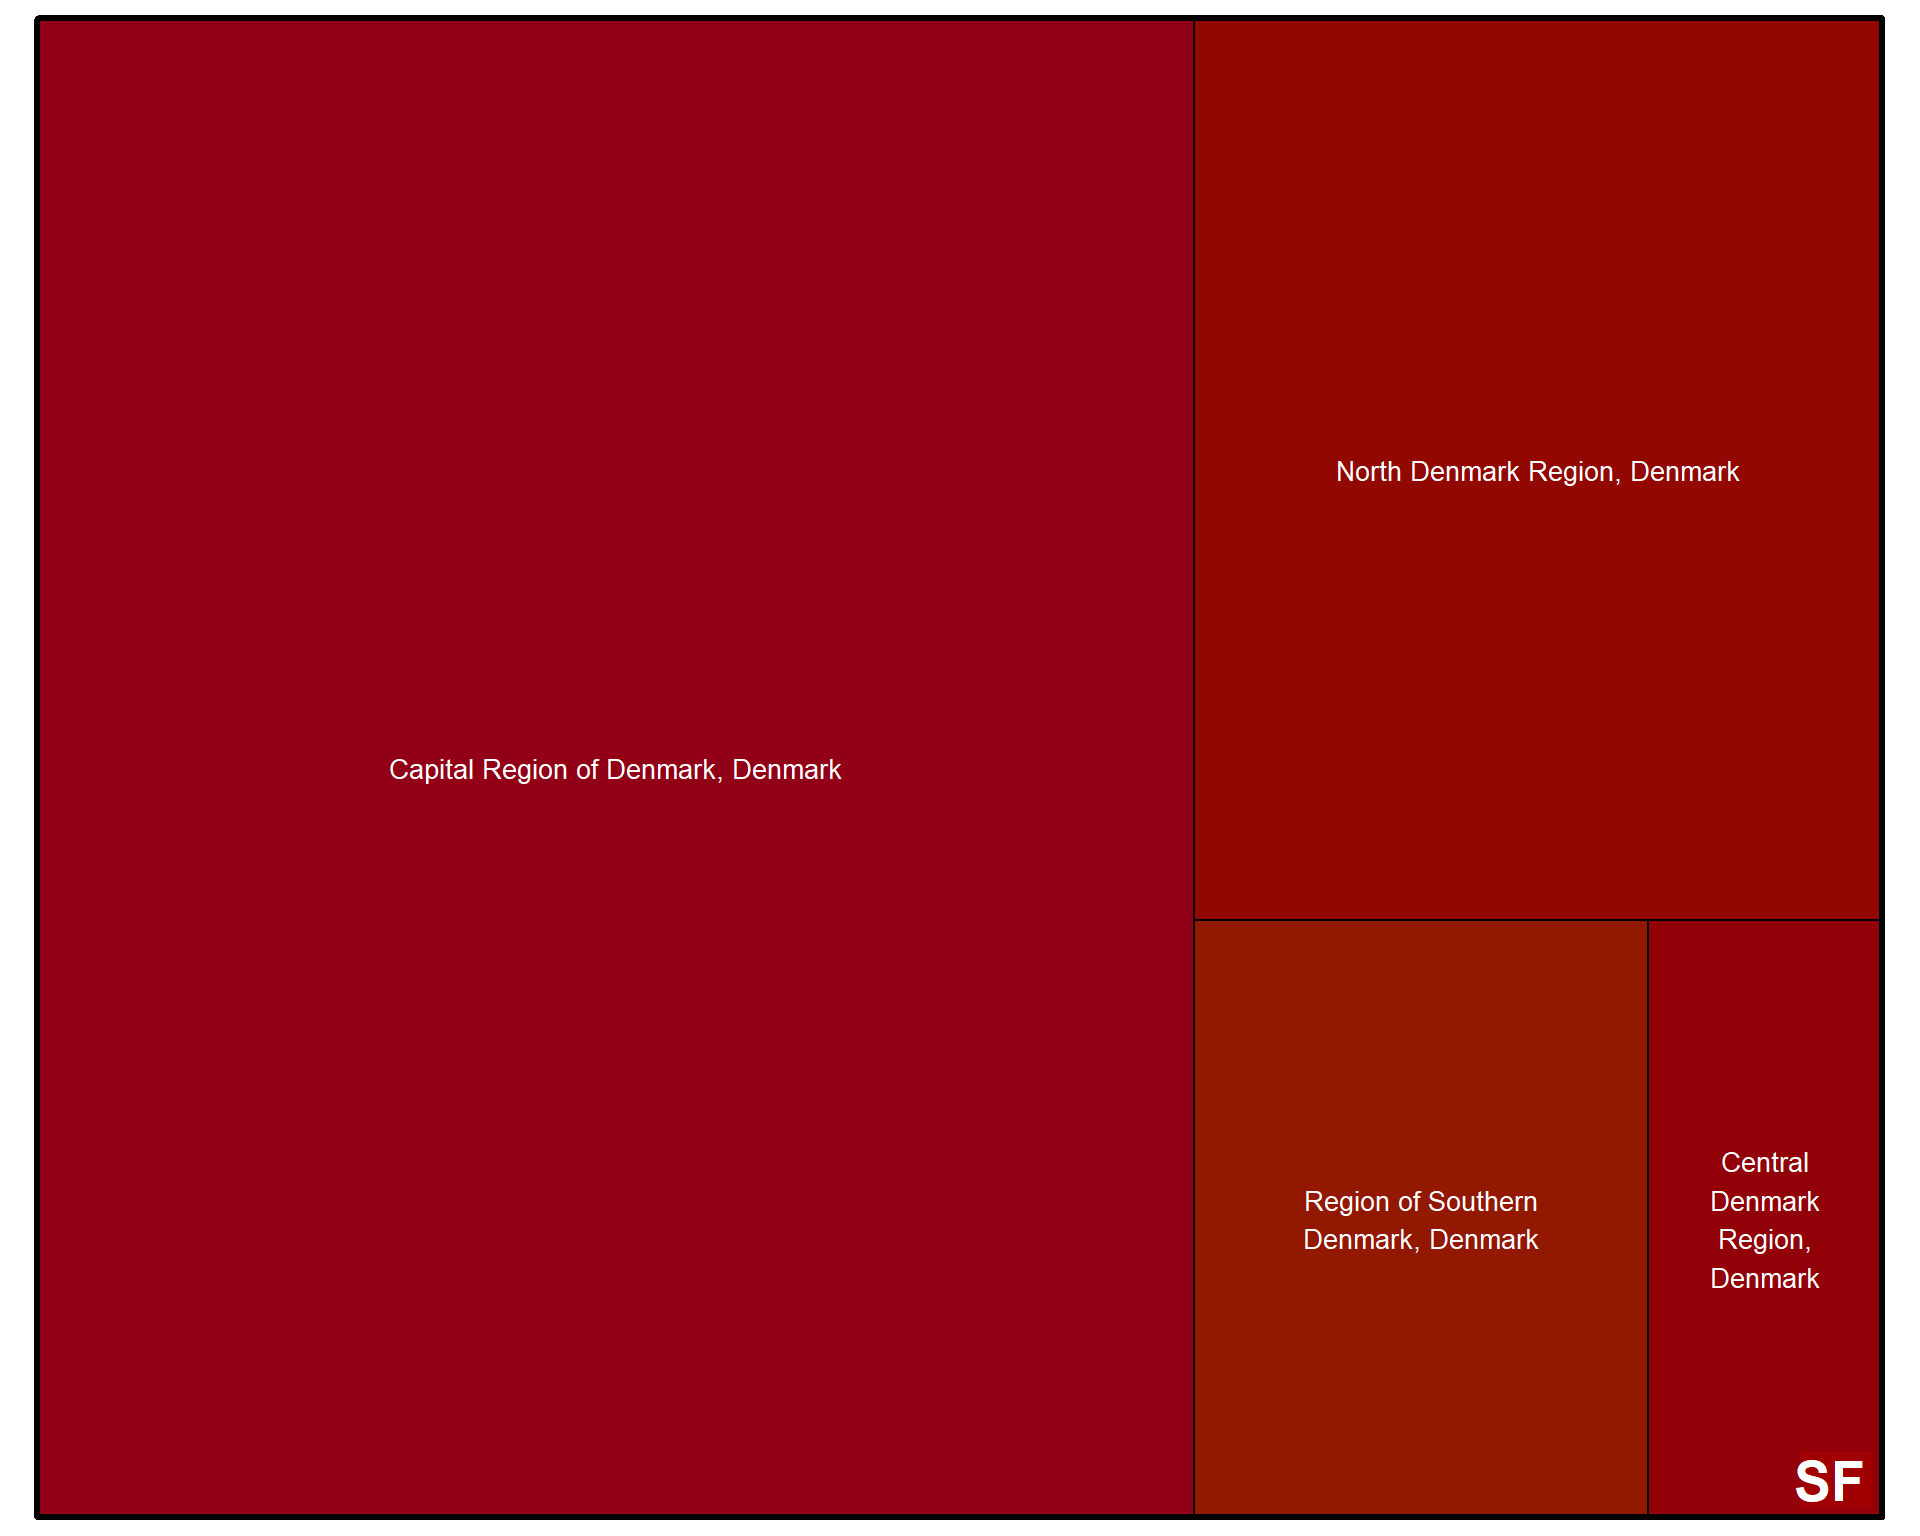 Capital Region of Denmark, Denmark
North Denmark Region, Denmark
Region of Southern
Denmark, Denmark
Central
Denmark
Region,
Denmark
SF